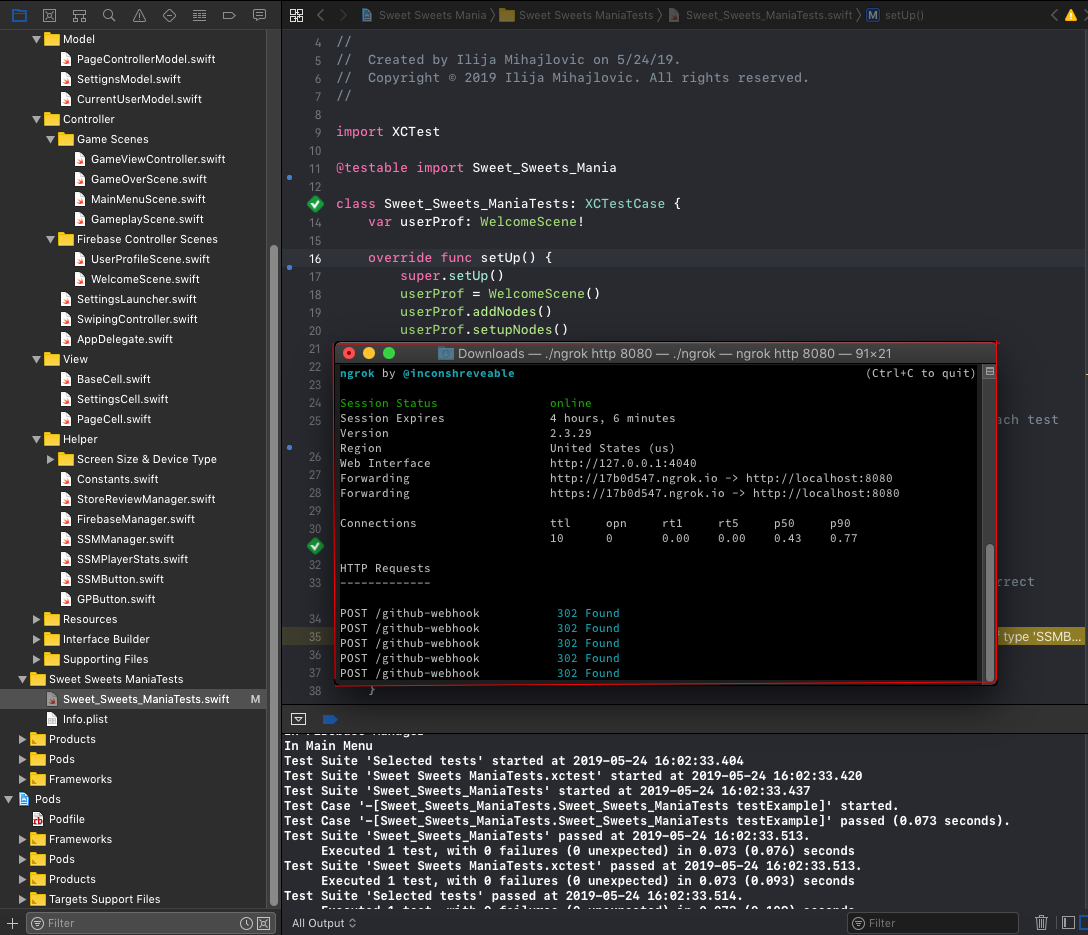 Sweet Sweets Mania
Sweet Sweets ManiaTests
Sweet_Sweets_ManiaTests.swift
M
setUp()
Model
PageControllerModel.swift
SettignsModel.swift
CurrentUserModel.swift
Controller
Game Scenes
GameViewController.swift
GameOverScene.swift
MainMenuScene.swift
GameplayScene.swift
Firebase Controller Scenes
UserProfileScene.swift
WelcomeScene.swift
SettingsLauncher.swift
SwipingController.swift
AppDelegate.swift
View
BaseCell.swift
SettingsCell.swift
PageCell.swift
Helper
Screen Size & Device Type
Constants.swift
StoreReviewManager.swift
FirebaseManager.swift
SSMManager.swift
SSMPlayerStats.swift
SSMButton.swift
GPButton.swift
Resources
Interface Builder
Supporting Files
Sweet Sweets ManiaTests
Sweet_Sweets_ManiaTests.swift M
Info.plist
Products
Pods
Frameworks
Pods
Podfile
Frameworks
Pods
Products
Targets Support Files
Filter
4 //
5 //  Created by Ilija Mihajlovic on 5/24/19.
6 //  Copyright © 2019 Ilija Mihajlovic. All rights reserved.
7 //
8
9 import XCTest
10
11 @testable import Sweet_Sweets_Mania
12
class Sweet_Sweets_ManiaTests: XCTestCase {
14 var userProf: WelcomeScene!
15
16 override func setUp() {
17 super.setUp()
18 userProf = WelcomeScene()
19 userProf.addNodes()
20 userProf.setupNodes()
21
22
23
24
25 ach test
26
27
28
29
30
32
33 rrect
34
35 type 'SSMB...
36
37
38 }
Downloads — ./ngrok http 8080 — ./ngrok — ngrok http 8080 — 91×21
ngrok by @inconshreveable (Ctrl+C to quit)
Session Status online
Session Expires 4 hours, 6 minutes
Version 2.3.29
Region United States (us)
Web Interface http://127.0.0.1:4040
Forwarding http://17b0d547.ngrok.io -> http://localhost:8080
Forwarding https://17b0d547.ngrok.io -> http://localhost:8080
Connections ttl opn rt1 rt5 p50 p90
10 0 0.00 0.00 0.43 0.77
HTTP Requests
-------------
POST /github-webhook 302 Found
POST /github-webhook 302 Found
POST /github-webhook 302 Found
POST /github-webhook 302 Found
POST /github-webhook 302 Found
In Main Menu
Test Suite 'Selected tests' started at 2019-05-24 16:02:33.404
Test Suite 'Sweet Sweets ManiaTests.xctest' started at 2019-05-24 16:02:33.420
Test Suite 'Sweet_Sweets_ManiaTests' started at 2019-05-24 16:02:33.437
Test Case '-[Sweet_Sweets_ManiaTests.Sweet_Sweets_ManiaTests testExample]' started.
Test Case '-[Sweet_Sweets_ManiaTests.Sweet_Sweets_ManiaTests testExample]' passed (0.073 seconds).
Test Suite 'Sweet_Sweets_ManiaTests' passed at 2019-05-24 16:02:33.513.
Executed 1 test, with 0 failures (0 unexpected) in 0.073 (0.076) seconds
Test Suite 'Sweet Sweets ManiaTests.xctest' passed at 2019-05-24 16:02:33.513.
Executed 1 test, with 0 failures (0 unexpected) in 0.073 (0.093) seconds
Test Suite 'Selected tests' passed at 2019-05-24 16:02:33.514.
All Output
Filter